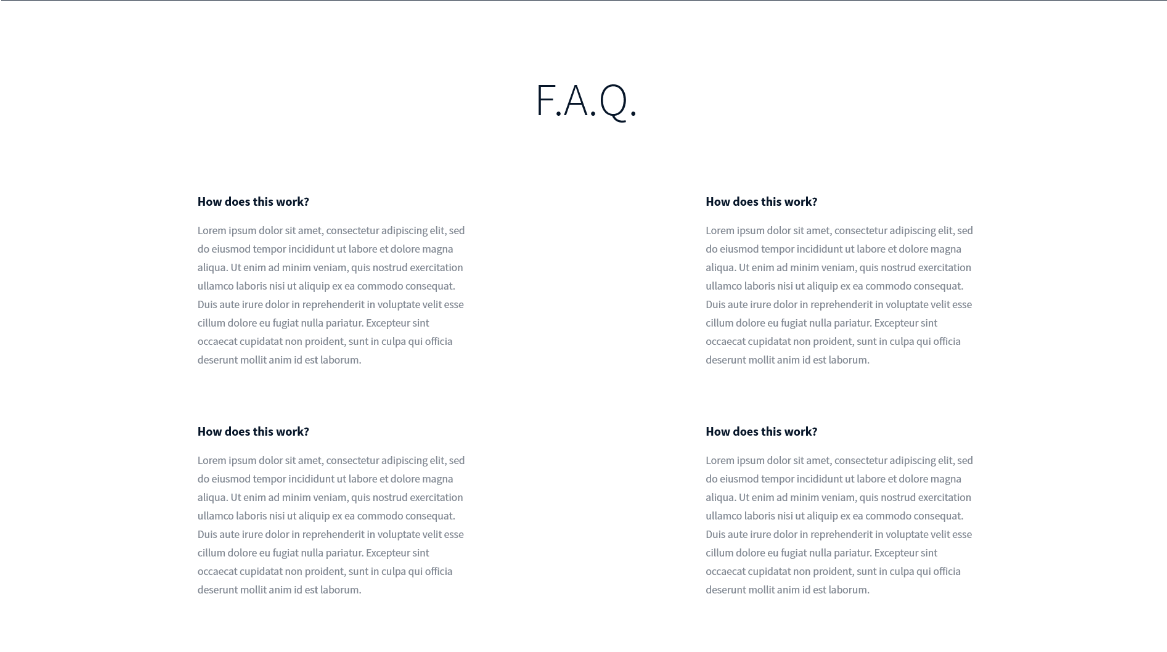 F.A.Q.
How does this work?
Lorem ipsum dolor sit amet, consectetur adipiscing elit, sed
do eiusmod tempor incididunt ut labore et dolore magna
aliqua. Ut enim ad minim veniam, quis nostrud exercitation
ullamco laboris nisi ut aliquip ex ea commodo consequat.
Duis aute irure dolor in reprehenderit in voluptate velit esse
cillum dolore eu fugiat nulla pariatur. Excepteur sint
occaecat cupidatat non proident, sunt in culpa qui officia
deserunt mollit anim id est laborum.
How does this work?
Lorem ipsum dolor sit amet, consectetur adipiscing elit, sed
do eiusmod tempor incididunt ut labore et dolore magna
aliqua. Ut enim ad minim veniam, quis nostrud exercitation
ullamco laboris nisi ut aliquip ex ea commodo consequat.
Duis aute irure dolor in reprehenderit in voluptate velit esse
cillum dolore eu fugiat nulla pariatur. Excepteur sint
occaecat cupidatat non proident, sunt in culpa qui officia
deserunt mollit anim id est laborum.
How does this work?
Lorem ipsum dolor sit amet, consectetur adipiscing elit, sed
do eiusmod tempor incididunt ut labore et dolore magna
aliqua. Ut enim ad minim veniam, quis nostrud exercitation
ullamco laboris nisi ut aliquip ex ea commodo consequat.
Duis aute irure dolor in reprehenderit in voluptate velit esse
cillum dolore eu fugiat nulla pariatur. Excepteur sint
occaecat cupidatat non proident, sunt in culpa qui officia
deserunt mollit anim id est laborum.
How does this work?
Lorem ipsum dolor sit amet, consectetur adipiscing elit, sed
do eiusmod tempor incididunt ut labore et dolore magna
aliqua. Ut enim ad minim veniam, quis nostrud exercitation
ullamco laboris nisi ut aliquip ex ea commodo consequat.
Duis aute irure dolor in reprehenderit in voluptate velit esse
cillum dolore eu fugiat nulla pariatur. Excepteur sint
occaecat cupidatat non proident, sunt in culpa qui officia
deserunt mollit anim id est laborum.